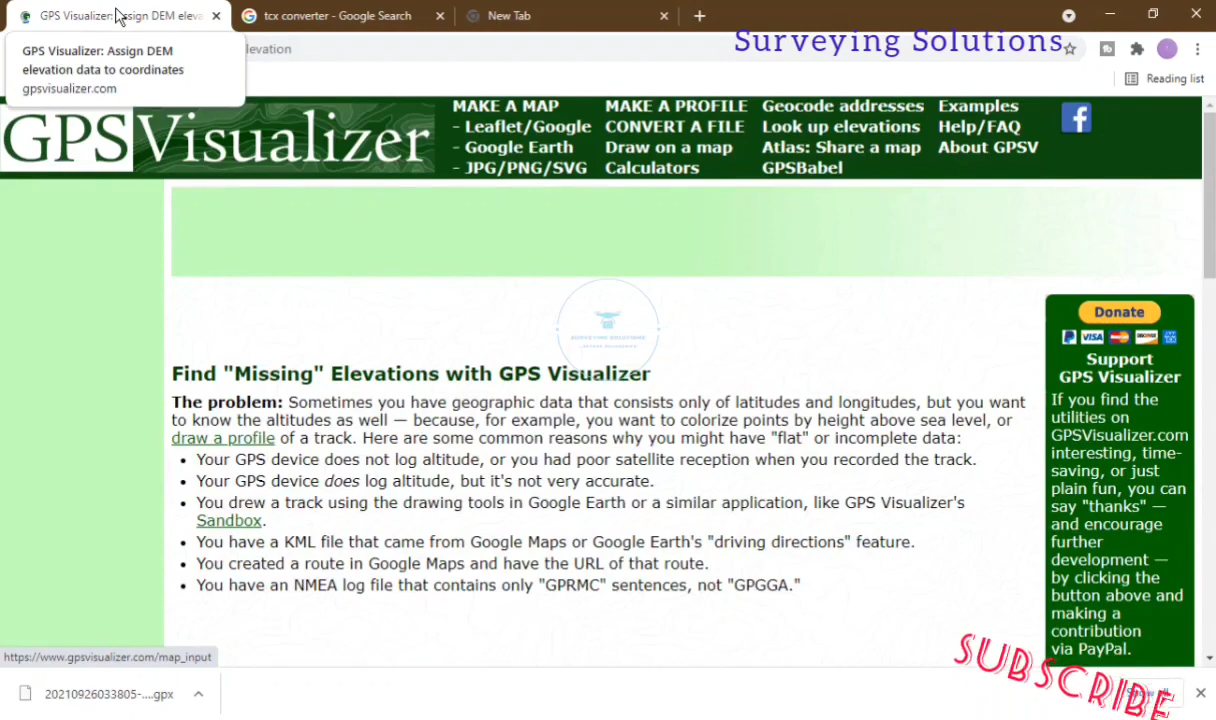 GPS Visualizer: Assign DEM eleva
tcx converter - Google Search
New Tab
GPS Visualizer: Assign DEM
elevation data to coordinates
gpsvisualizer.com
elevation
Surveying Solutions
Reading list
GPSVisualizer
MAKE A MAP
- Leaflet/Google
- Google Earth
- JPG/PNG/SVG
MAKE A PROFILE
CONVERT A FILE
Draw on a map
Calculators
Geocode addresses
Look up elevations
Atlas: Share a map
GPSBabel
Examples
Help/FAQ
About GPSV
SURVEYING SOLUTIONS
Find "Missing" Elevations with GPS Visualizer
The problem: Sometimes you have geographic data that consists only of latitudes and longitudes, but you want
to know the altitudes as well — because, for example, you want to colorize points by height above sea level, or
draw a profile of a track. Here are some common reasons why you might have "flat" or incomplete data:
• Your GPS device does not log altitude, or you had poor satellite reception when you recorded the track.
• Your GPS device does log altitude, but it's not very accurate.
• You drew a track using the drawing tools in Google Earth or a similar application, like GPS Visualizer's
Sandbox.
• You have a KML file that came from Google Maps or Google Earth's "driving directions" feature.
• You created a route in Google Maps and have the URL of that route.
• You have an NMEA log file that contains only "GPRMC" sentences, not "GPGGA."
Donate
VISA
Support
GPS Visualizer
If you find the
utilities on
GPSVisualizer.com
interesting, time-
saving, or just
plain fun, you can
say "thanks" —
and encourage
further
development —
by clicking the
button above and
making a
contribution
via PayPal.
https://www.gpsvisualizer.com/map_input
20210926033805-....gpx
Show all
SUBSCRIBE